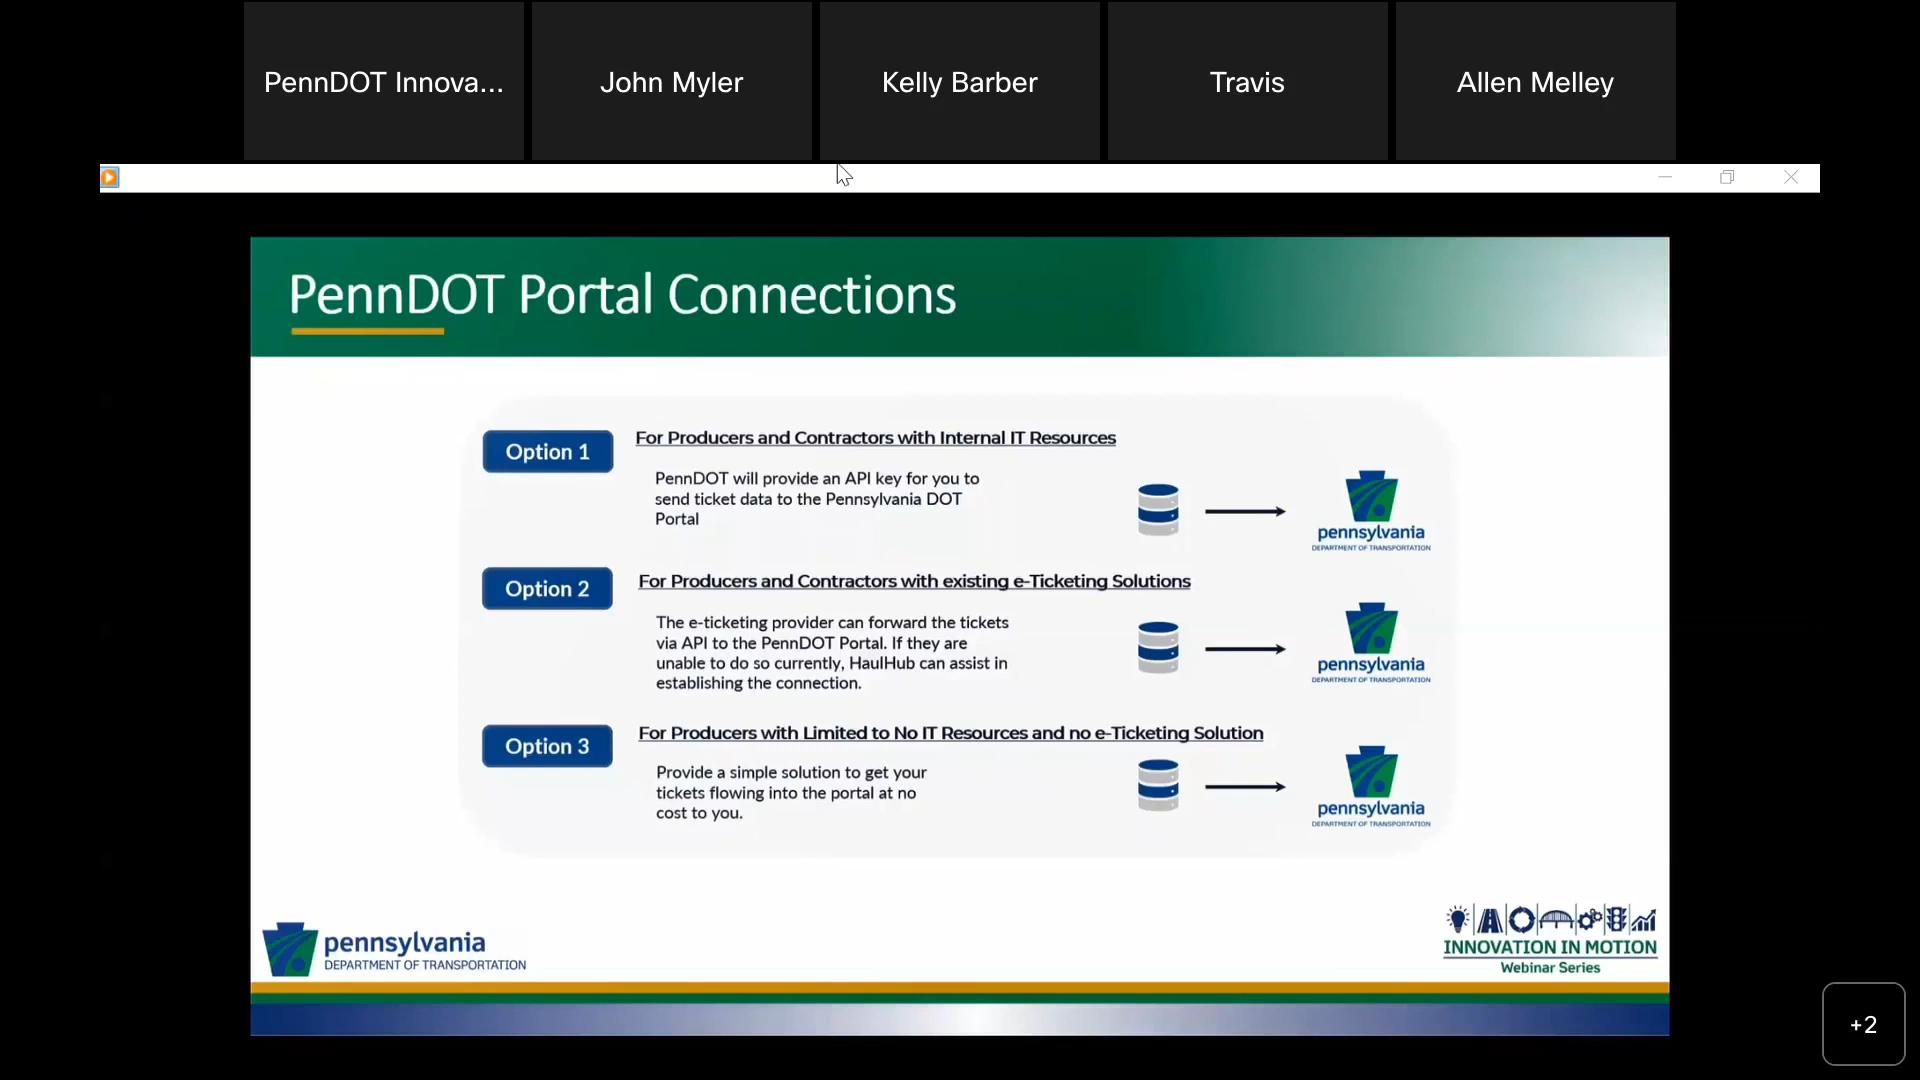 PennDOT Innova...
John Myler
Kelly Barber
Travis
Allen Melley
PennDOT Portal Connections
Option 1
For Producers and Contractors with Internal IT Resources
PennDOT will provide an API key for you to
send ticket data to the Pennsylvania DOT
Portal
pennsylvania
DEPARTMENT OF TRANSPORTATION
Option 2
For Producers and Contractors with existing e-Ticketing Solutions
The e-ticketing provider can forward the tickets
via API to the PennDOT Portal. If they are
unable to do so currently, HaulHub can assist in
establishing the connection.
pennsylvania
DEPARTMENT OF TRANSPORTATION
Option 3
For Producers with Limited to No IT Resources and no e-Ticketing Solution
Provide a simple solution to get your
tickets flowing into the portal at no
cost to you.
pennsylvania
DEPARTMENT OF TRANSPORTATION
pennsylvania
DEPARTMENT OF TRANSPORTATION
INNOVATION IN MOTION
Webinar Series
+2